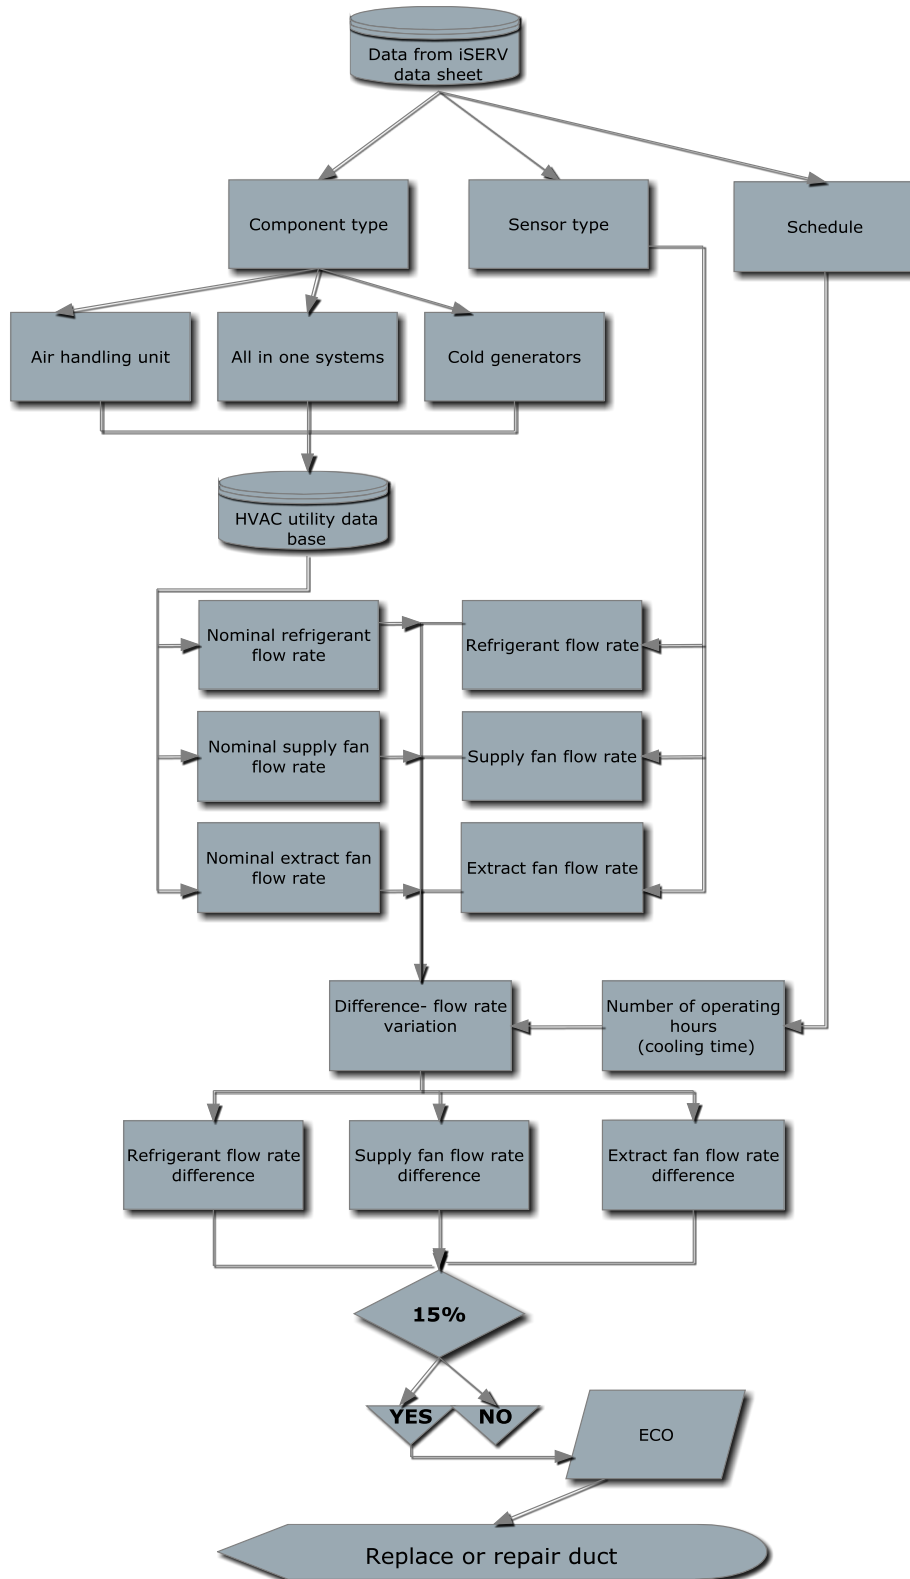 Data from iSERV
data sheet
Component type
Sensor type
Schedule
Air handling unit
All in one systems
Cold generators
HVAC utility data
base
Nominal refrigerant
flow rate
Refrigerant flow rate
Nominal supply fan
flow rate
Supply fan flow rate
Nominal extract fan
flow rate
Extract fan flow rate
Difference- flow rate
variation
Number of operating
hours
(cooling time)
Refrigerant flow rate
difference
Supply fan flow rate
difference
Extract fan flow rate
difference
15%
YES
NO
ECO
Replace or repair duct